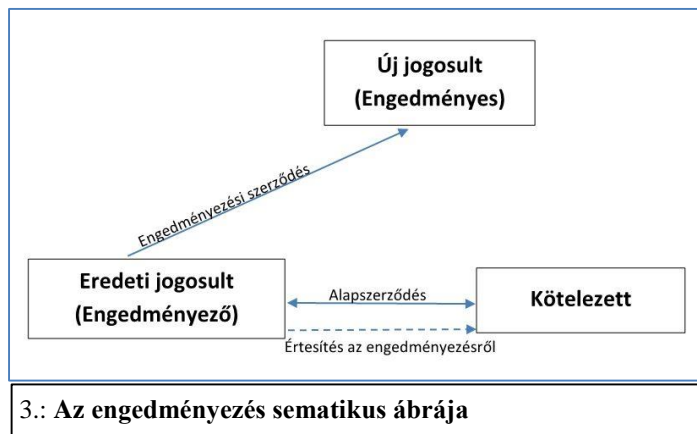 Új jogosult
(Engedményes)
Engedményezési szerződés
Eredeti jogosult
(Engedményező)
Alapszerződés
Kötelezett
Értesítés az engedményezésről
3.: Az engedményezés sematikus ábrája